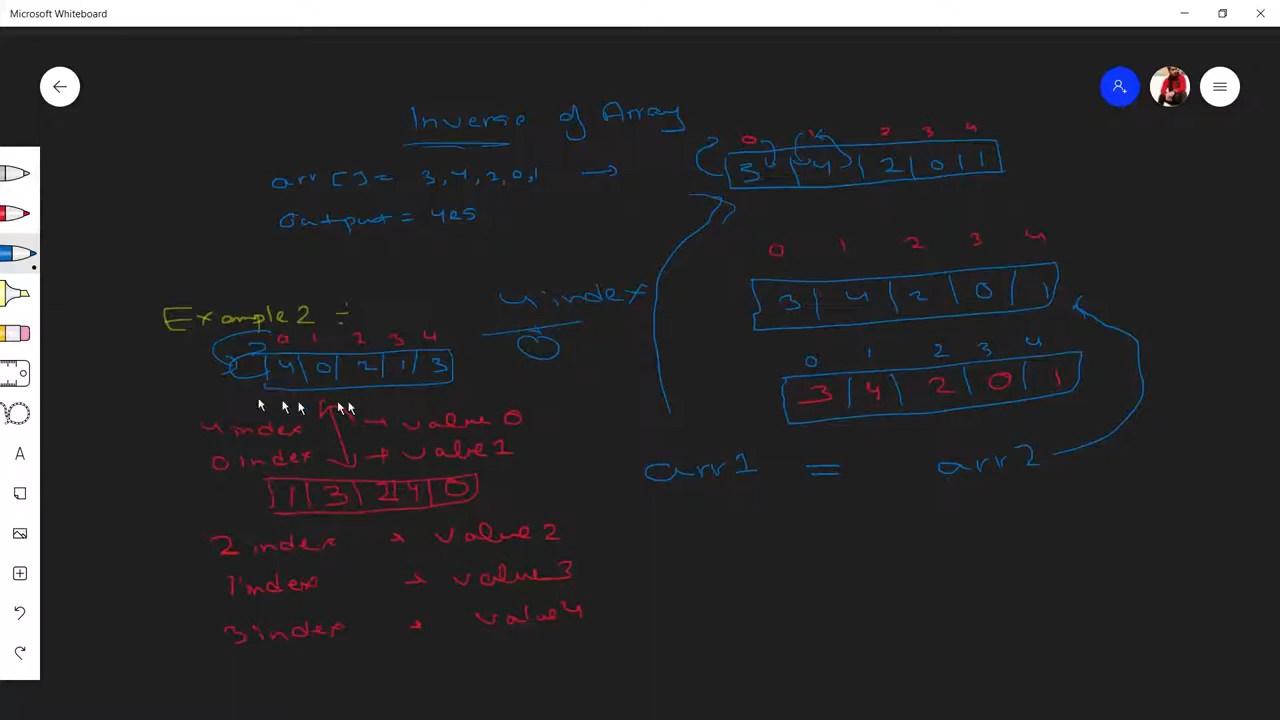 Microsoft Whiteboard
Inverse of Array
arr[] = 3, 4, 2, 0, 1 →
Output = yes
0 1 2 3 4
3 | 4 | 2 | 0 | 1
0 1 2 3 4
3 | 4 | 2 | 0 | 1
0 1 2 3 4
3 | 4 | 2 | 0 | 1
arr1 = arr2
Example 2 ÷
4 index
0 1 2 3 4
4 | 0 | 2 | 1 | 3
4 index → value 0
0 index → value 1
1 | 3 | 2 | 4 | 0
2 index → value 2
1 index → value 3
3 index → value 4
A